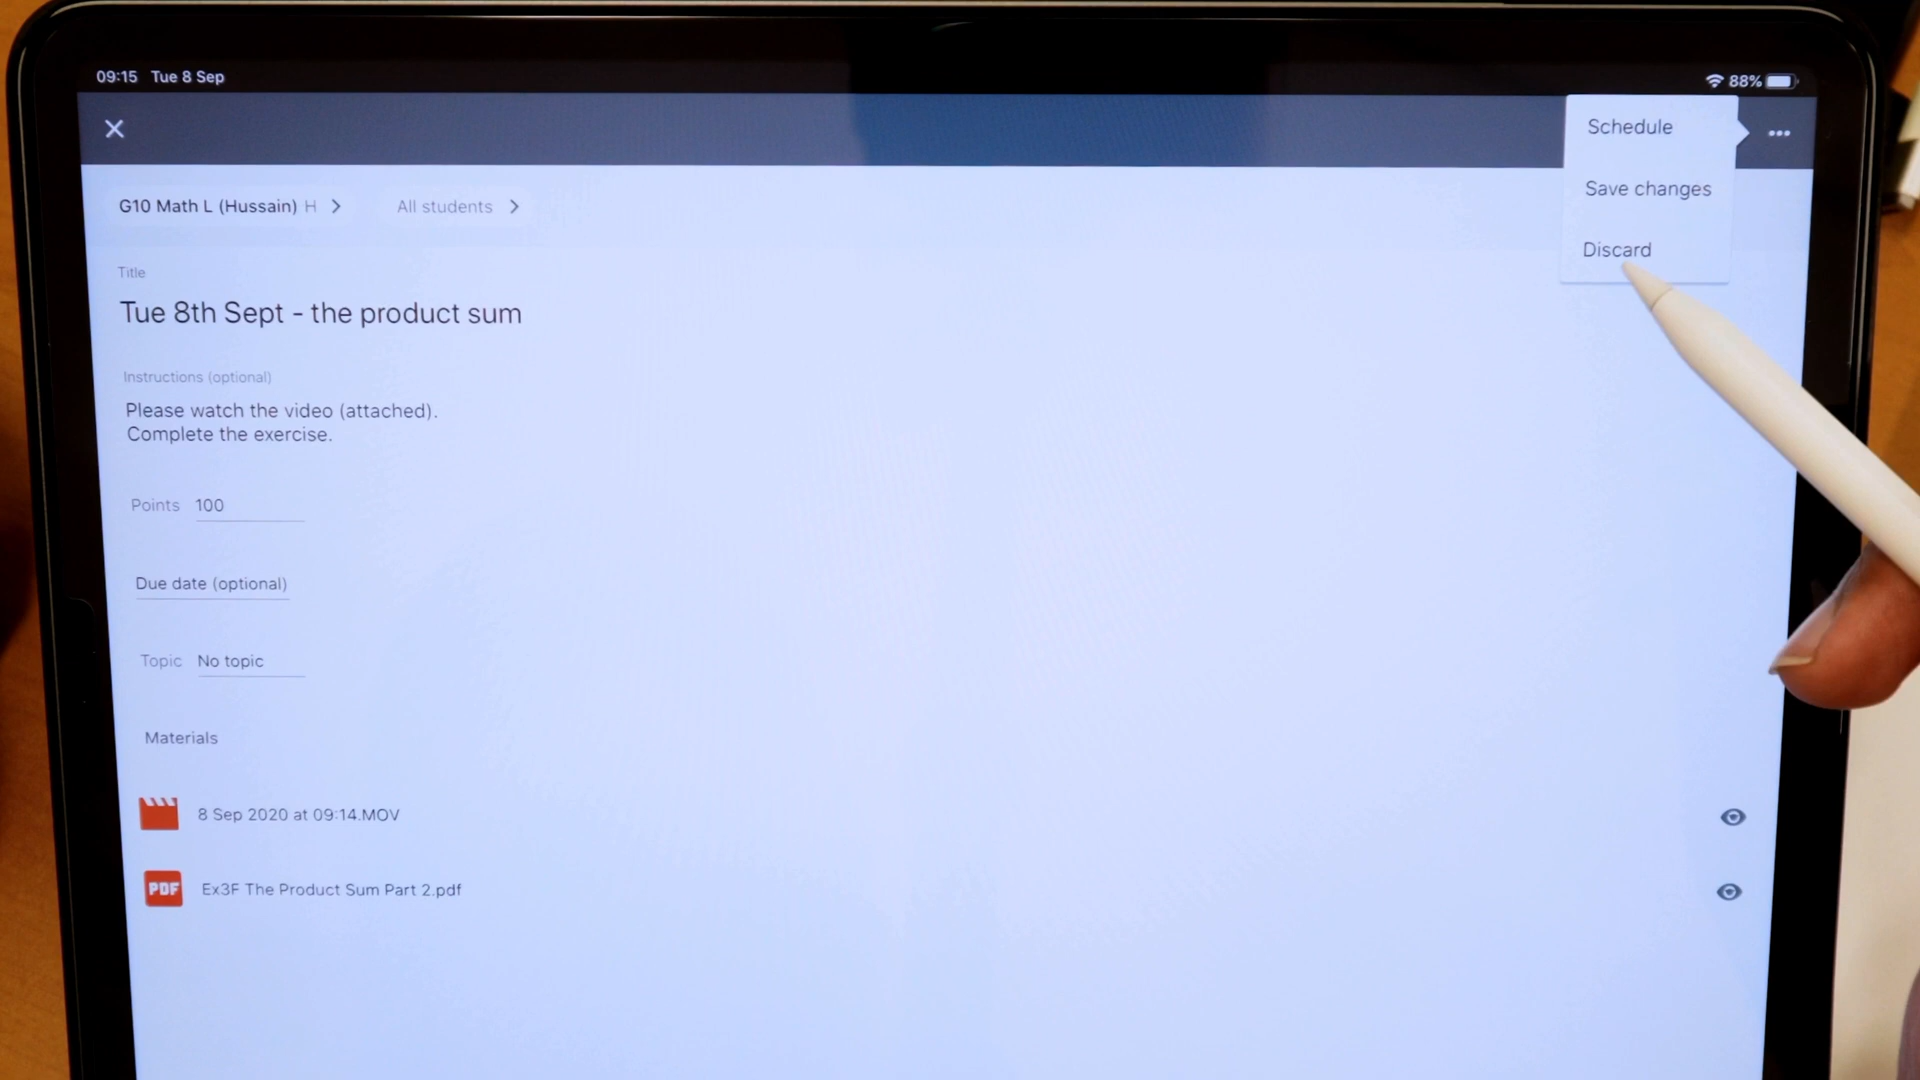 09:15 Tue 8 Sep
88%
Schedule
Save changes
Discard
G10 Math L (Hussain) H
All students
Title
Tue 8th Sept - the product sum
Instructions (optional)
Please watch the video (attached).
Complete the exercise.
Points 100
Due date (optional)
Topic No topic
Materials
8 Sep 2020 at 09:14.MOV
PDF Ex3F The Product Sum Part 2.pdf